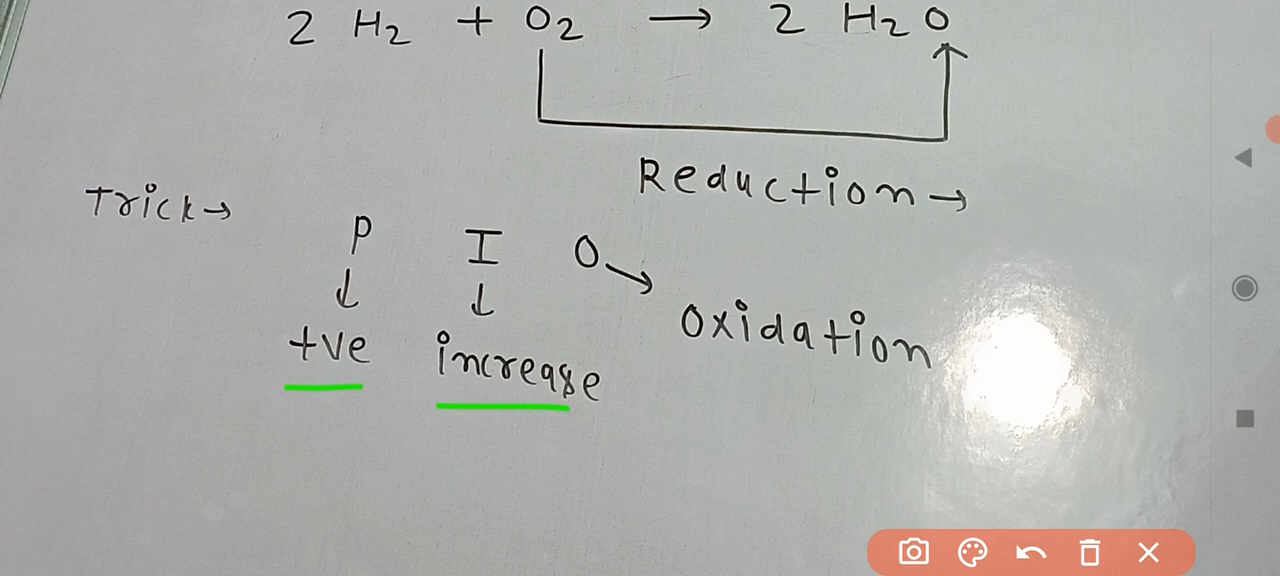 2 H2 + O2 → 2 H2O
Reduction →
Trick →
P I O →
↓ ↓
+ve increase Oxidation